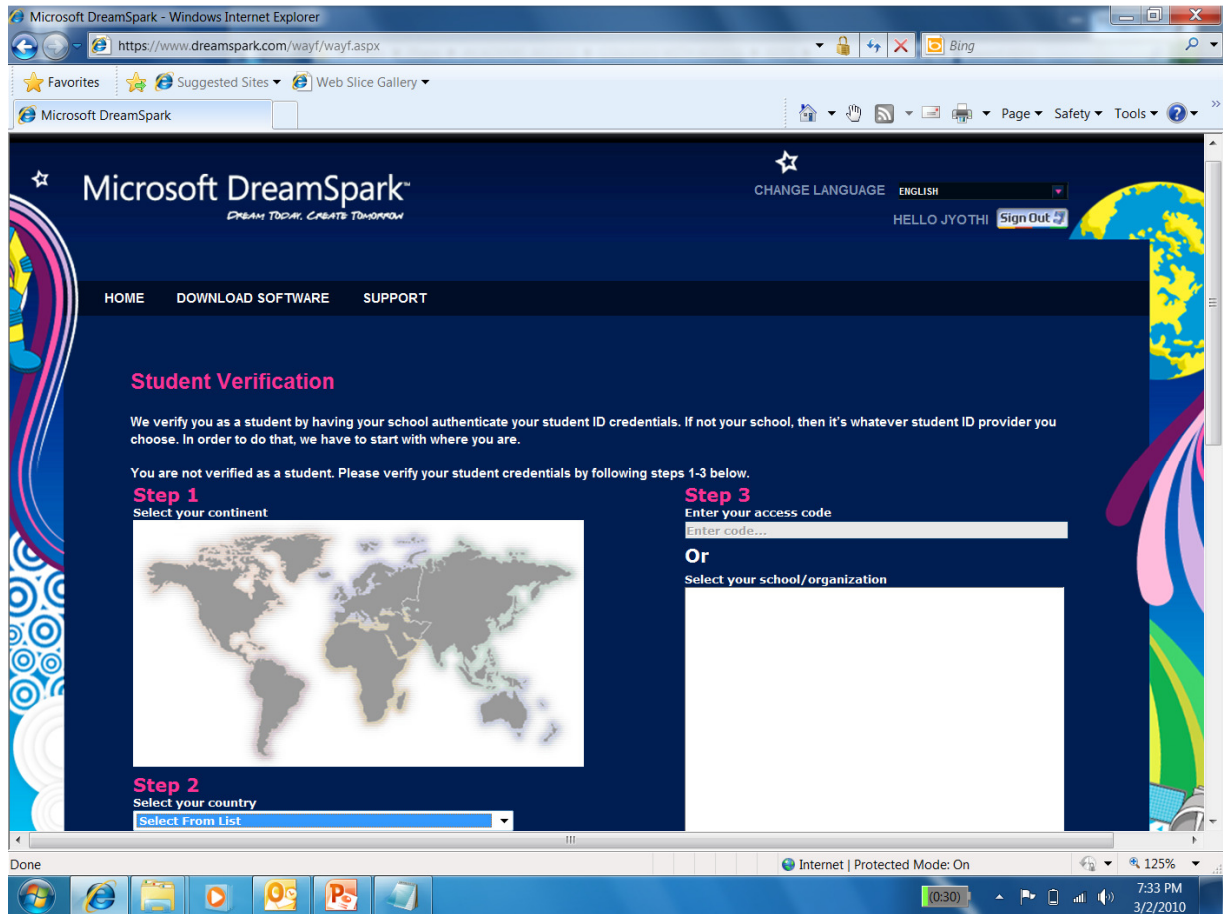 Microsoft DreamSpark - Windows Internet Explorer
https://www.dreamspark.com/wayf/wayf.aspx
Bing
Favorites Suggested Sites Web Slice Gallery
Microsoft DreamSpark
Page Safety Tools
Microsoft DreamSpark™
DREAM TODAY. CREATE TOMORROW
CHANGE LANGUAGE ENGLISH
HELLO JYOTHI Sign Out
HOME DOWNLOAD SOFTWARE SUPPORT
Student Verification
We verify you as a student by having your school authenticate your student ID credentials. If not your school, then it's whatever student ID provider you
choose. In order to do that, we have to start with where you are.
You are not verified as a student. Please verify your student credentials by following steps 1-3 below.
Step 1
Select your continent
Step 2
Select your country
Select From List
Step 3
Enter your access code
Enter code...
Or
Select your school/organization
Done
Internet | Protected Mode: On
125%
(0:30)
7:33 PM
3/2/2010